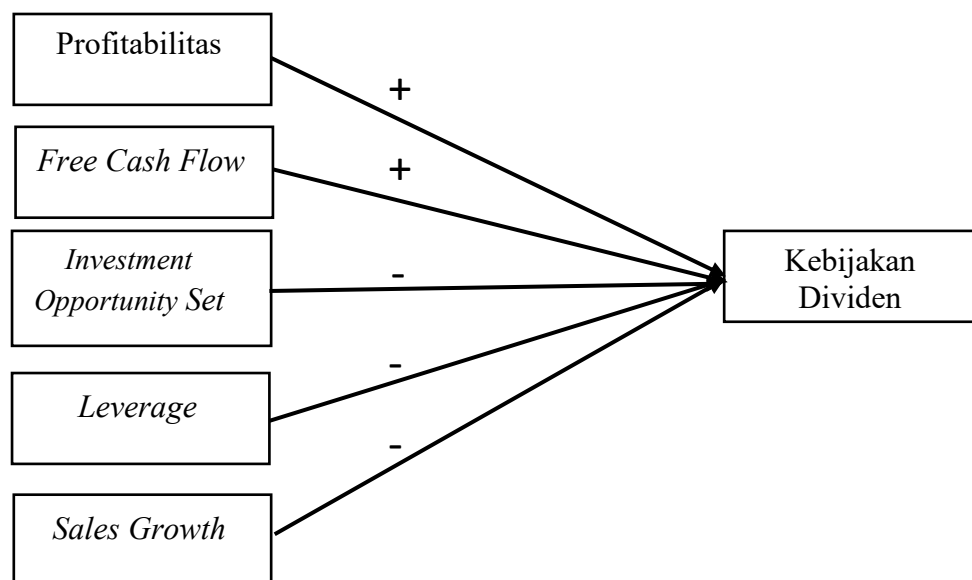 Profitabilitas
+
Free Cash Flow
+
Investment
Opportunity Set
-
Kebijakan
Dividen
Leverage
-
Sales Growth
-